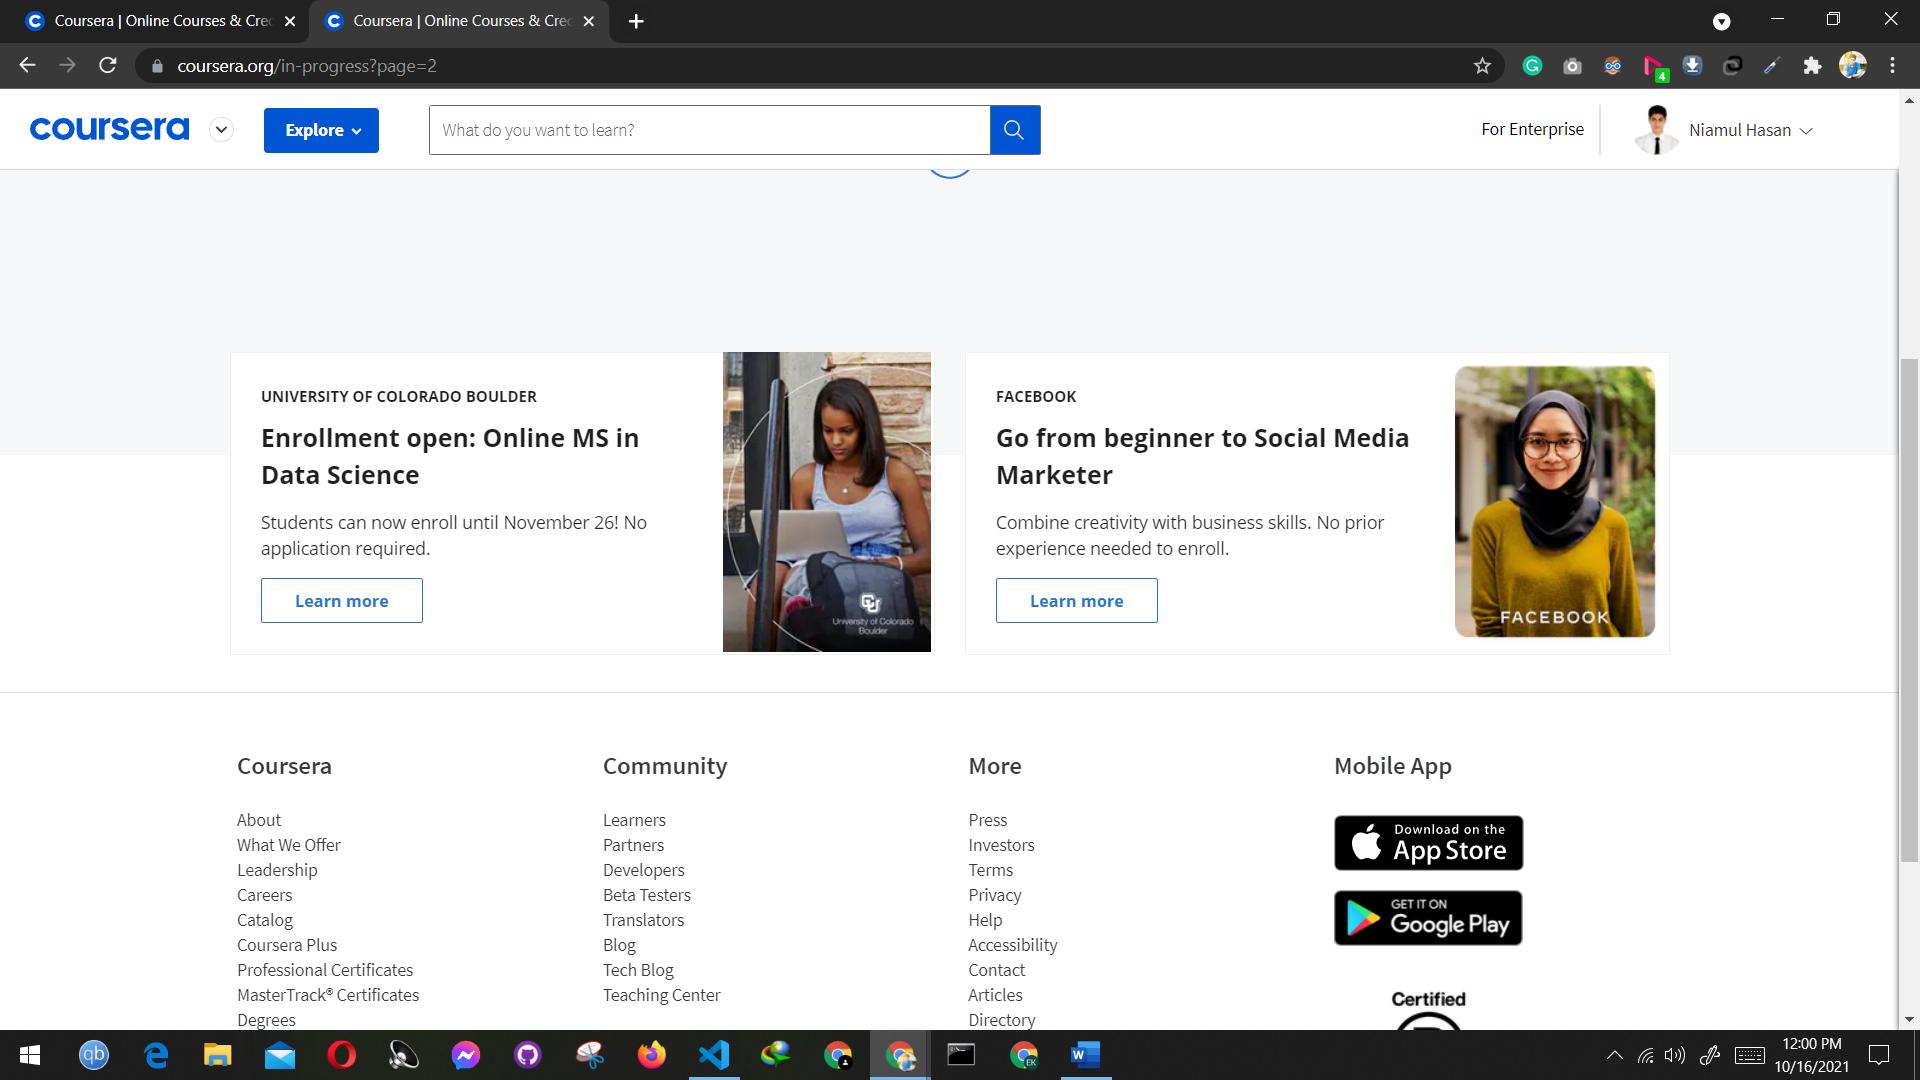 Coursera | Online Courses & Cre
Coursera | Online Courses & Cre
coursera.org/in-progress?page=2
4
coursera
Explore
What do you want to learn?
For Enterprise
Niamul Hasan
UNIVERSITY OF COLORADO BOULDER
Enrollment open: Online MS in
Data Science
Students can now enroll until November 26! No
application required.
Learn more
University of Colorado
Boulder
FACEBOOK
Go from beginner to Social Media
Marketer
Combine creativity with business skills. No prior
experience needed to enroll.
Learn more
FACEBOOK
Coursera
About
What We Offer
Leadership
Careers
Catalog
Coursera Plus
Professional Certificates
MasterTrack® Certificates
Degrees
Community
Learners
Partners
Developers
Beta Testers
Translators
Blog
Tech Blog
Teaching Center
More
Press
Investors
Terms
Privacy
Help
Accessibility
Contact
Articles
Directory
Mobile App
Download on the
App Store
GET IT ON
Google Play
Certified
qb
EK
12:00 PM
10/16/2021